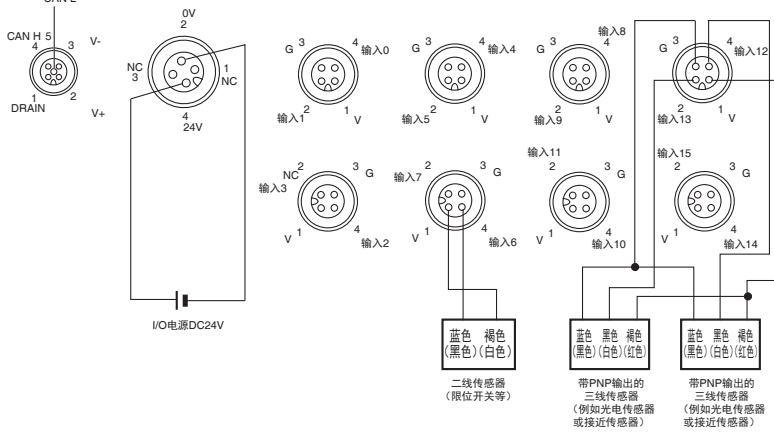 CAN L
CAN H 5
4
3
V-
1
2
DRAIN
V+
0V
2
NC
3
1
NC
4
24V
I/O电源DC24V
G 3
4 输入0
2
输入1
1 V
G 3
4 输入4
2
输入5
1 V
输入8
G 3
4
2
输入9
1 V
G 3
4 输入12
2
输入13
1 V
NC 2
输入3
3 G
V 1
4
输入2
2
输入7
3 G
V 1
4
输入6
输入11
2
3 G
V 1
4
输入10
输入15
2
3 G
V 1
4
输入14
蓝色 褐色
(黑色)(白色)
二线传感器
(限位开关等)
蓝色 黑色 褐色
(黑色)(白色)(红色)
带PNP输出的
三线传感器
(例如光电传感器
或接近传感器)
蓝色 黑色 褐色
(黑色)(白色)(红色)
带PNP输出的
三线传感器
(例如光电传感器
或接近传感器)